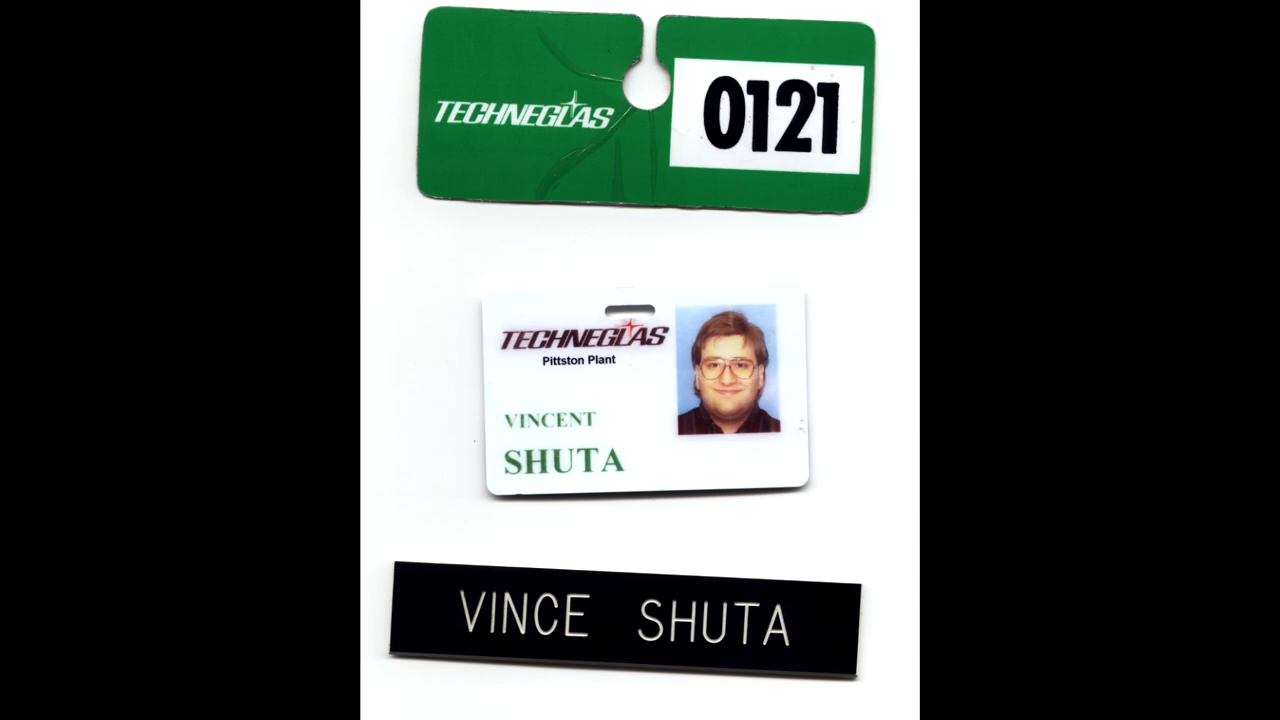 TECHNEGLAS
0121
TECHNEGLAS
Pittston Plant
VINCENT
SHUTA
VINCE SHUTA